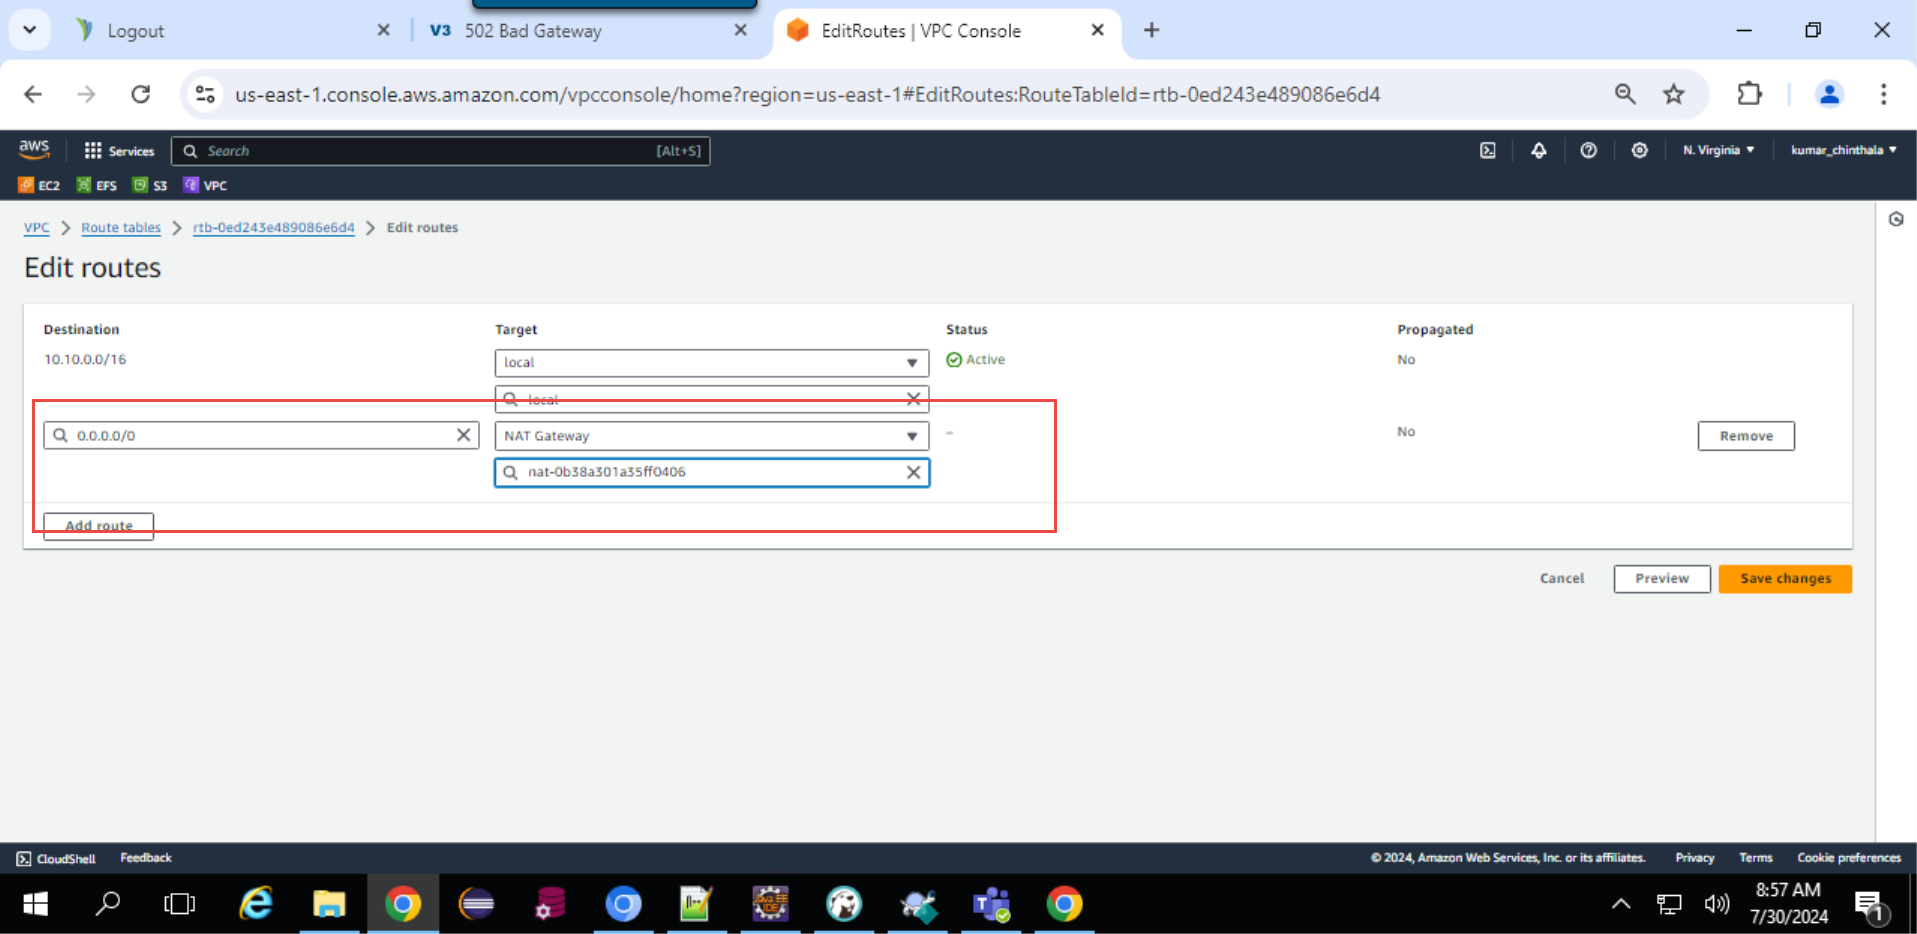 Logout
V3 502 Bad Gateway
EditRoutes | VPC Console
us-east-1.console.aws.amazon.com/vpcconsole/home?region=us-east-1#EditRoutes:RouteTableId=rtb-0ed243e489086e6d4
aws Services Search [Alt+S] N. Virginia kumar_chinthala
EC2 EFS S3 VPC
VPC Route tables rtb-0ed243e489086e6d4 Edit routes
Edit routes
Destination Target Status Propagated
10.10.0.0/16 local Active No
local
0.0.0.0/0 NAT Gateway – No Remove
nat-0b38a301a35ff0406
Add route
Cancel Preview Save changes
CloudShell Feedback © 2024, Amazon Web Services, Inc. or its affiliates. Privacy Terms Cookie preferences
8:57 AM
7/30/2024
1